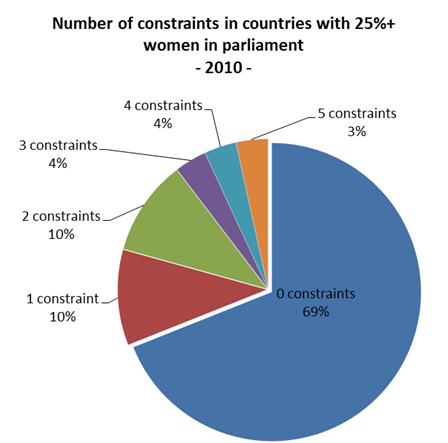 Number of constraints in countries with 25%+
women in parliament
- 2010 -
4 constraints
4%
5 constraints
3%
3 constraints
4%
2 constraints
10%
1 constraint
10%
0 constraints
69%